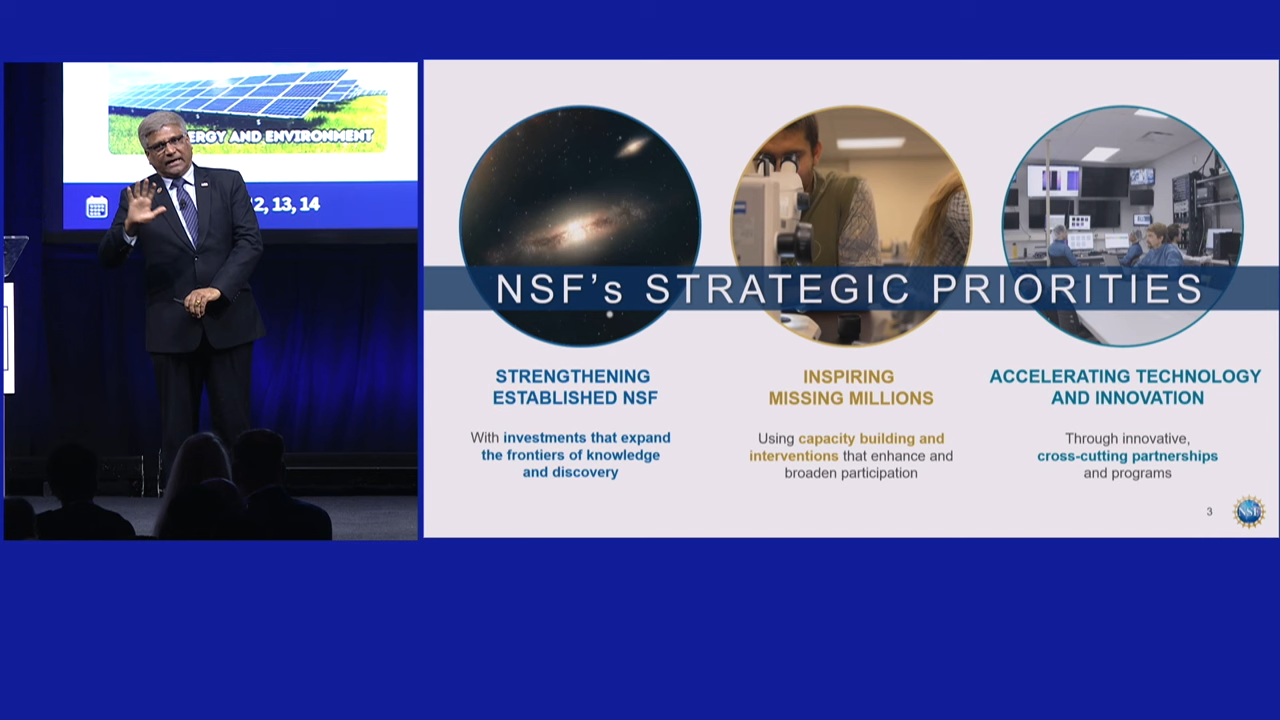 ERGY AND ENVIRONMENT
2, 13, 14
NSF's STRATEGIC PRIORITIES
STRENGTHENING
ESTABLISHED NSF
With investments that expand
the frontiers of knowledge
and discovery
INSPIRING
MISSING MILLIONS
Using capacity building and
interventions that enhance and
broaden participation
ACCELERATING TECHNOLOGY
AND INNOVATION
Through innovative,
cross-cutting partnerships
and programs
3
NSF